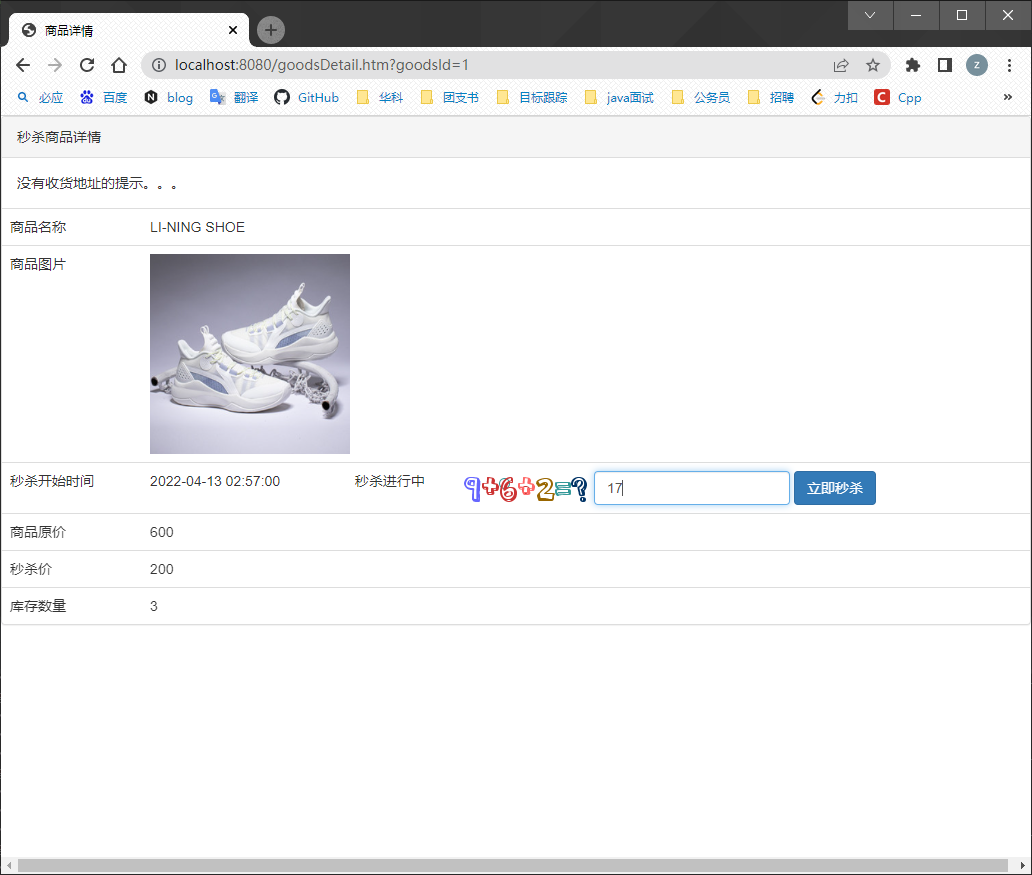 商品详情
localhost:8080/goodsDetail.htm?goodsId=1
z
必应 百度 blog 翻译 GitHub 华科 团支书 目标跟踪 java面试 公务员 招聘 力扣 C Cpp »
秒杀商品详情
没有收货地址的提示。。。
商品名称 LI-NING SHOE
商品图片
秒杀开始时间 2022-04-13 02:57:00 秒杀进行中 9+6+2=? 17 立即秒杀
商品原价 600
秒杀价 200
库存数量 3